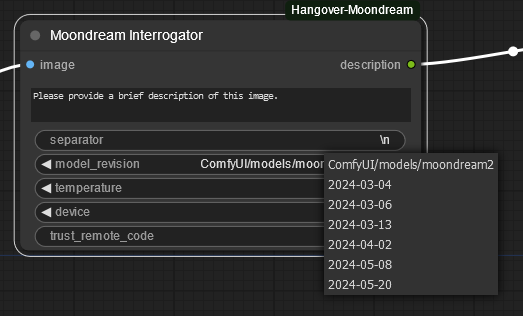 Hangover-Moondream
Moondream Interrogator
image
description
Please provide a brief description of this image.
separator
\n
model_revision
ComfyUI/models/moon
temperature
device
trust_remote_code
ComfyUI/models/moondream2
2024-03-04
2024-03-06
2024-03-13
2024-04-02
2024-05-08
2024-05-20